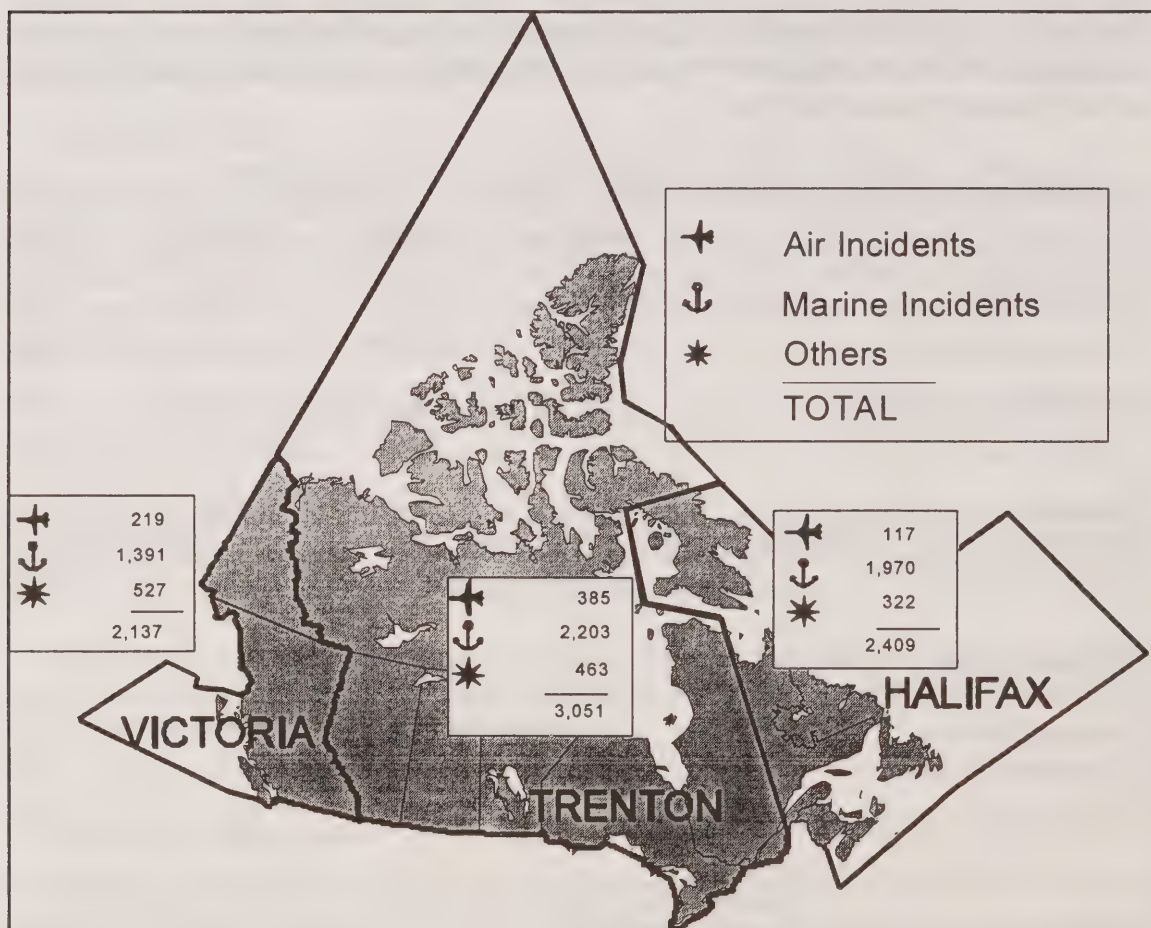 Air Incidents
Marine Incidents
Others
TOTAL
219
1,391
527
2,137
385
2,203
463
3,051
117
1,970
322
2,409
HALIFAX
VICTORIA
TRENTON